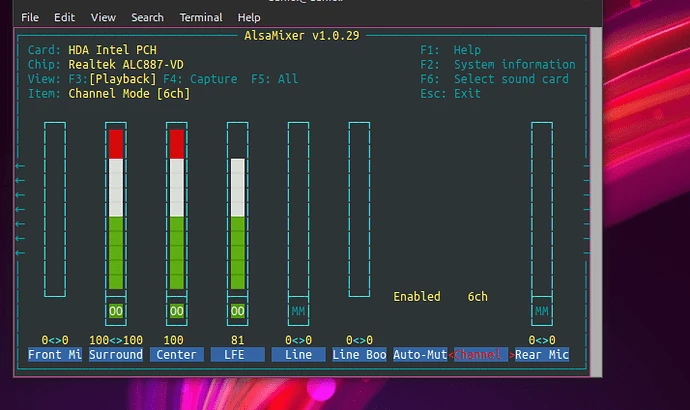 File Edit View Search Terminal Help
AlsaMixer v1.0.29
Card: HDA Intel PCH F1: Help
Chip: Realtek ALC887-VD F2: System information
View: F3:[Playback] F4: Capture F5: All F6: Select sound card
Item: Channel Mode [6ch] Esc: Exit
Enabled 6ch
OO OO OO MM MM
0<>0 100<>100 100 81 0<>0 0<>0 0<>0
Front Mi Surround Center LFE Line Line Boo Auto-Mut <Channel > Rear Mic